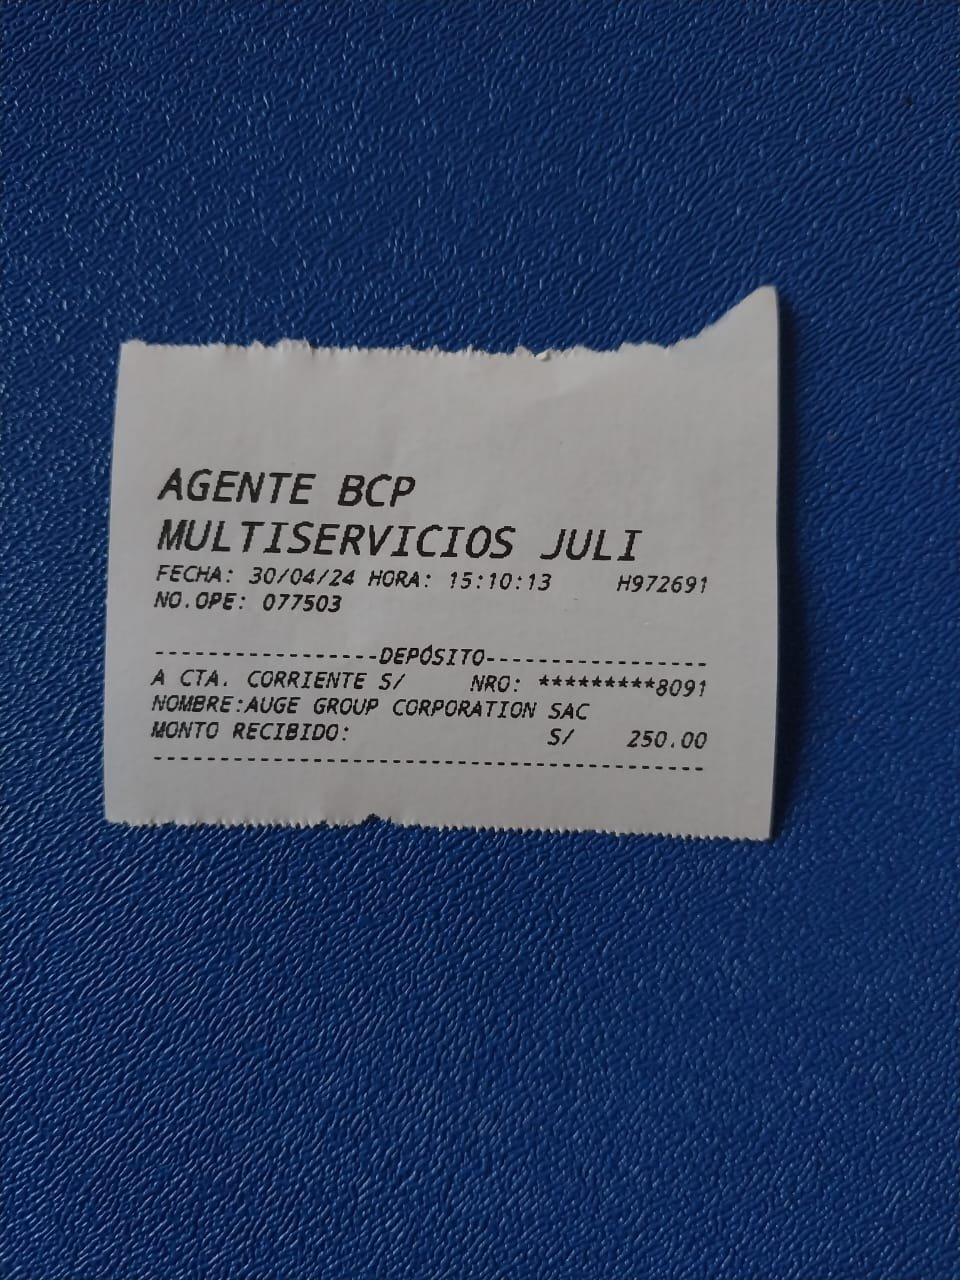 AGENTE BCP
MULTISERVICIOS JULI
FECHA: 30/04/24 HORA: 15:10:13 H972691
NO.OPE: 077503
-----------------DEPÓSITO-----------------
A CTA. CORRIENTE S/ NRO: *********8091
NOMBRE:AUGE GROUP CORPORATION SAC
MONTO RECIBIDO: S/ 250.00
------------------------------------------